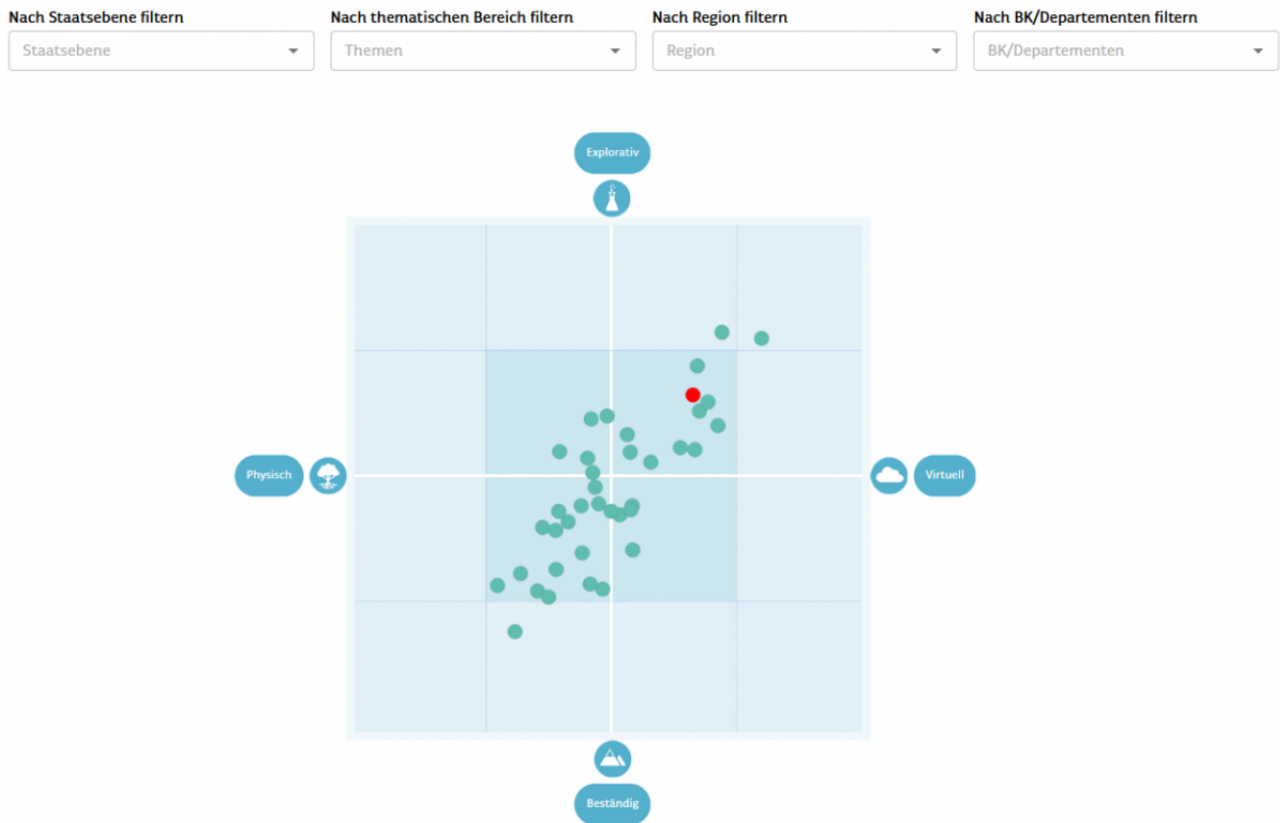 Nach Staatsebene filtern
Staatsebene
Nach thematischen Bereich filtern
Themen
Nach Region filtern
Region
Nach BK/Departementen filtern
BK/Departementen
Explorativ
Physisch
Virtuell
Beständig